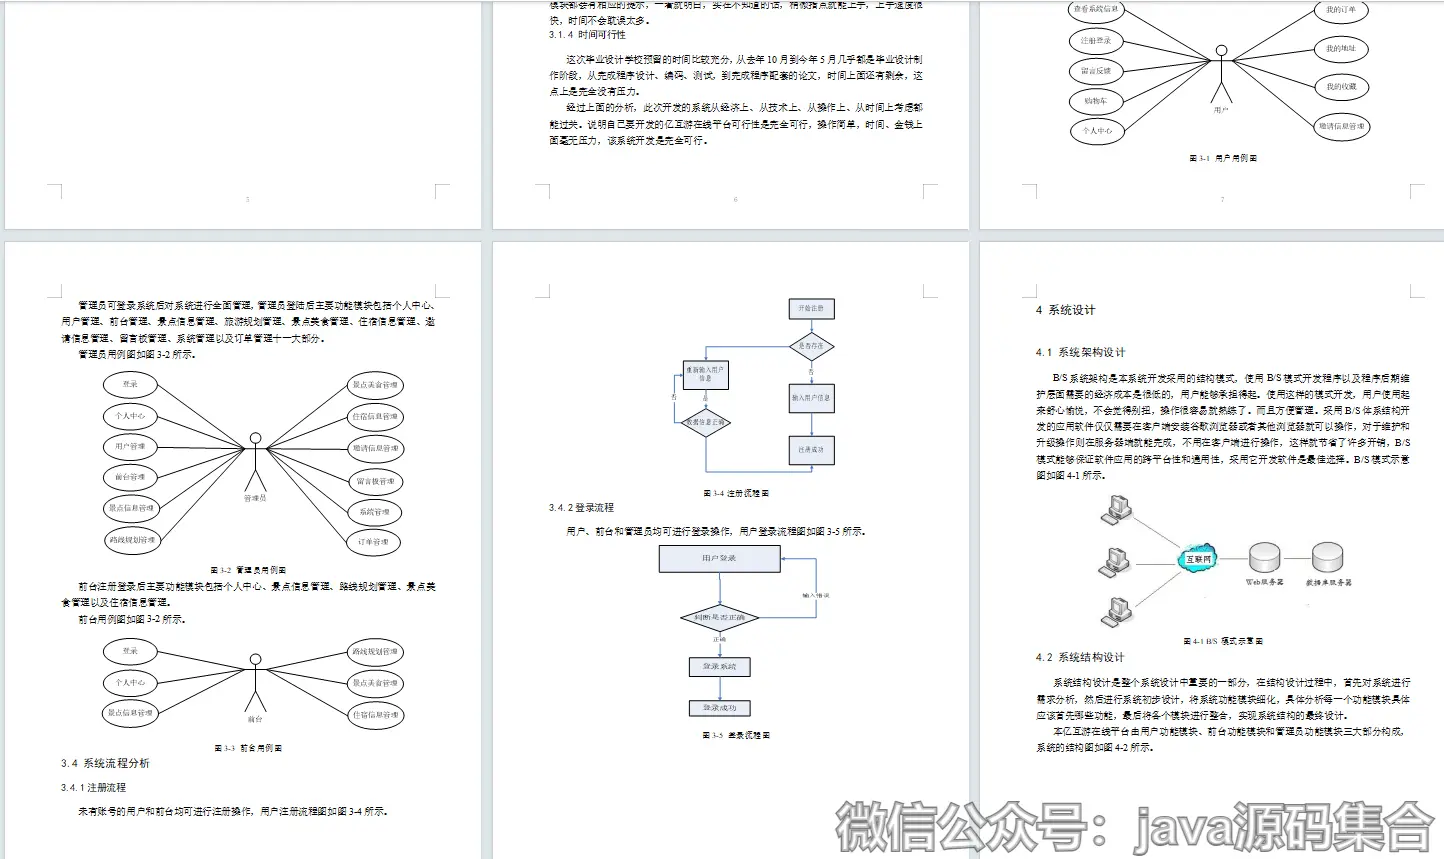 模块都会有相应的提示，一看就明白，实在不知道的话，稍微指点就能上手，上手速度很
快，时间不会耽误太多。
3.1.4 时间可行性
这次毕业设计学校预留的时间比较充分，从去年10月到今年5月几乎都是毕业设计制
作阶段，从完成程序设计、编码、测试，到完成程序配套的论文，时间上面还有剩余，这
点上是完全没有压力。
经过上面的分析，此次开发的系统从经济上、从技术上、从操作上、从时间上考虑都
能过关。说明自己要开发的亿互游在线平台可行性是完全可行，操作简单，时间、金钱上
面毫无压力，该系统开发是完全可行。
5
6
查看系统信息
注册登录
留言反馈
购物车
个人中心
用户
我的订单
我的地址
我的收藏
邀请信息管理
图 3-1 用户用例图
7
管理员可登录系统后对系统进行全面管理，管理员登陆后主要功能模块包括个人中心、
用户管理、前台管理、景点信息管理、旅游规划管理、景点美食管理、住宿信息管理、邀
请信息管理、留言板管理、系统管理以及订单管理十一大部分。
管理员用例图如图 3-2 所示。
登录
个人中心
用户管理
前台管理
景点信息管理
路线规划管理
管理员
景点美食管理
住宿信息管理
邀请信息管理
留言板管理
系统管理
订单管理
图 3-2 管理员用例图
前台注册登录后主要功能模块包括个人中心、景点信息管理、路线规划管理、景点美
食管理以及住宿信息管理。
前台用例图如图 3-2 所示。
登录
个人中心
景点信息管理
前台
路线规划管理
景点美食管理
住宿信息管理
图 3-3 前台用例图
3.4 系统流程分析
3.4.1 注册流程
未有账号的用户和前台均可进行注册操作，用户注册流程图如图 3-4 所示。
开始注册
是否存在
否
重新输入用户
信息
输入用户信息
否
是
数据信息正确
注册成功
图 3-4 注册流程图
3.4.2 登录流程
用户、前台和管理员均可进行登录操作，用户登录流程图如图 3-5 所示。
用户登录
输入错误
判断是否正确
正确
登录系统
登录成功
图 3-5 登录流程图
4 系统设计
4.1 系统架构设计
B/S 系统架构是本系统开发采用的结构模式，使用 B/S 模式开发程序以及程序后期维
护层面需要的经济成本是很低的，用户能够承担得起。使用这样的模式开发，用户使用起
来舒心愉悦，不会觉得别扭，操作很容易就熟练了。而且方便管理。采用 B/S 体系结构开
发的应用软件仅仅需要在客户端安装谷歌浏览器或者其他浏览器就可以操作，对于维护和
升级操作则在服务器端就能完成，不用在客户端进行操作，这样就节省了许多开销，B/S
模式能够保证软件应用的跨平台性和通用性，采用它开发软件是最佳选择。B/S 模式示意
图如图 4-1 所示。
互联网
Web服务器
数据库服务器
图 4-1 B/S 模式示意图
4.2 系统结构设计
系统结构设计是整个系统设计中重要的一部分，在结构设计过程中，首先对系统进行
需求分析，然后进行系统初步设计，将系统功能模块细化，具体分析每一个功能模块具体
应该首先哪些功能，最后将各个模块进行整合，实现系统结构的最终设计。
本亿互游在线平台由用户功能模块、前台功能模块和管理员功能模块三大部分构成，
系统的结构图如图 4-2 所示。
微信公众号：java源码集合